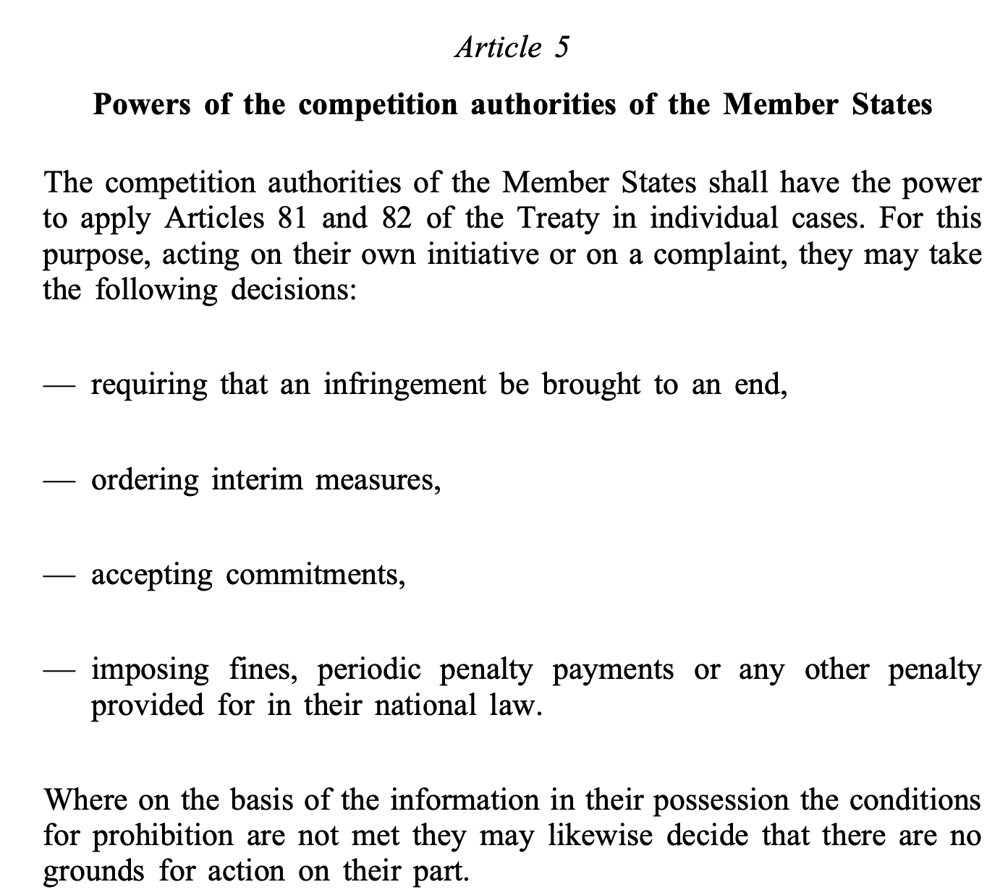 Article 5
Powers of the competition authorities of the Member States
The competition authorities of the Member States shall have the power
to apply Articles 81 and 82 of the Treaty in individual cases. For this
purpose, acting on their own initiative or on a complaint, they may take
the following decisions:
— requiring that an infringement be brought to an end,
— ordering interim measures,
— accepting commitments,
— imposing fines, periodic penalty payments or any other penalty
provided for in their national law.
Where on the basis of the information in their possession the conditions
for prohibition are not met they may likewise decide that there are no
grounds for action on their part.